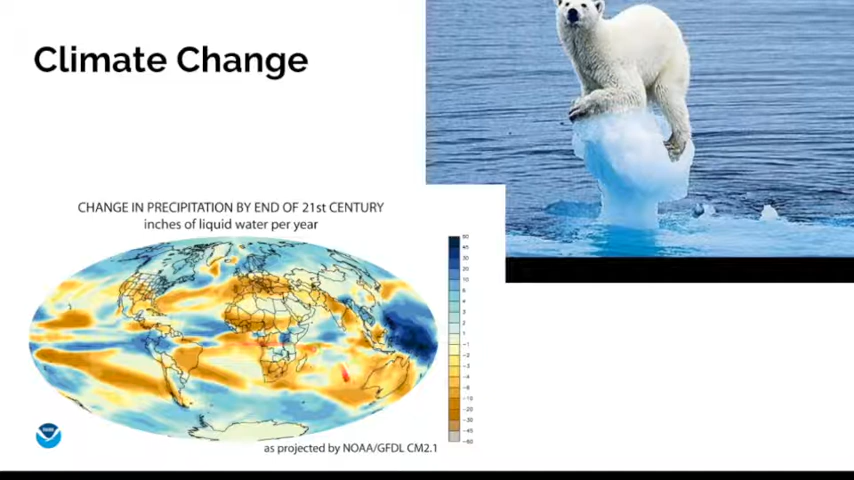 Climate Change
CHANGE IN PRECIPITATION BY END OF 21st CENTURY
inches of liquid water per year
as projected by NOAA/GFDL CM2.1